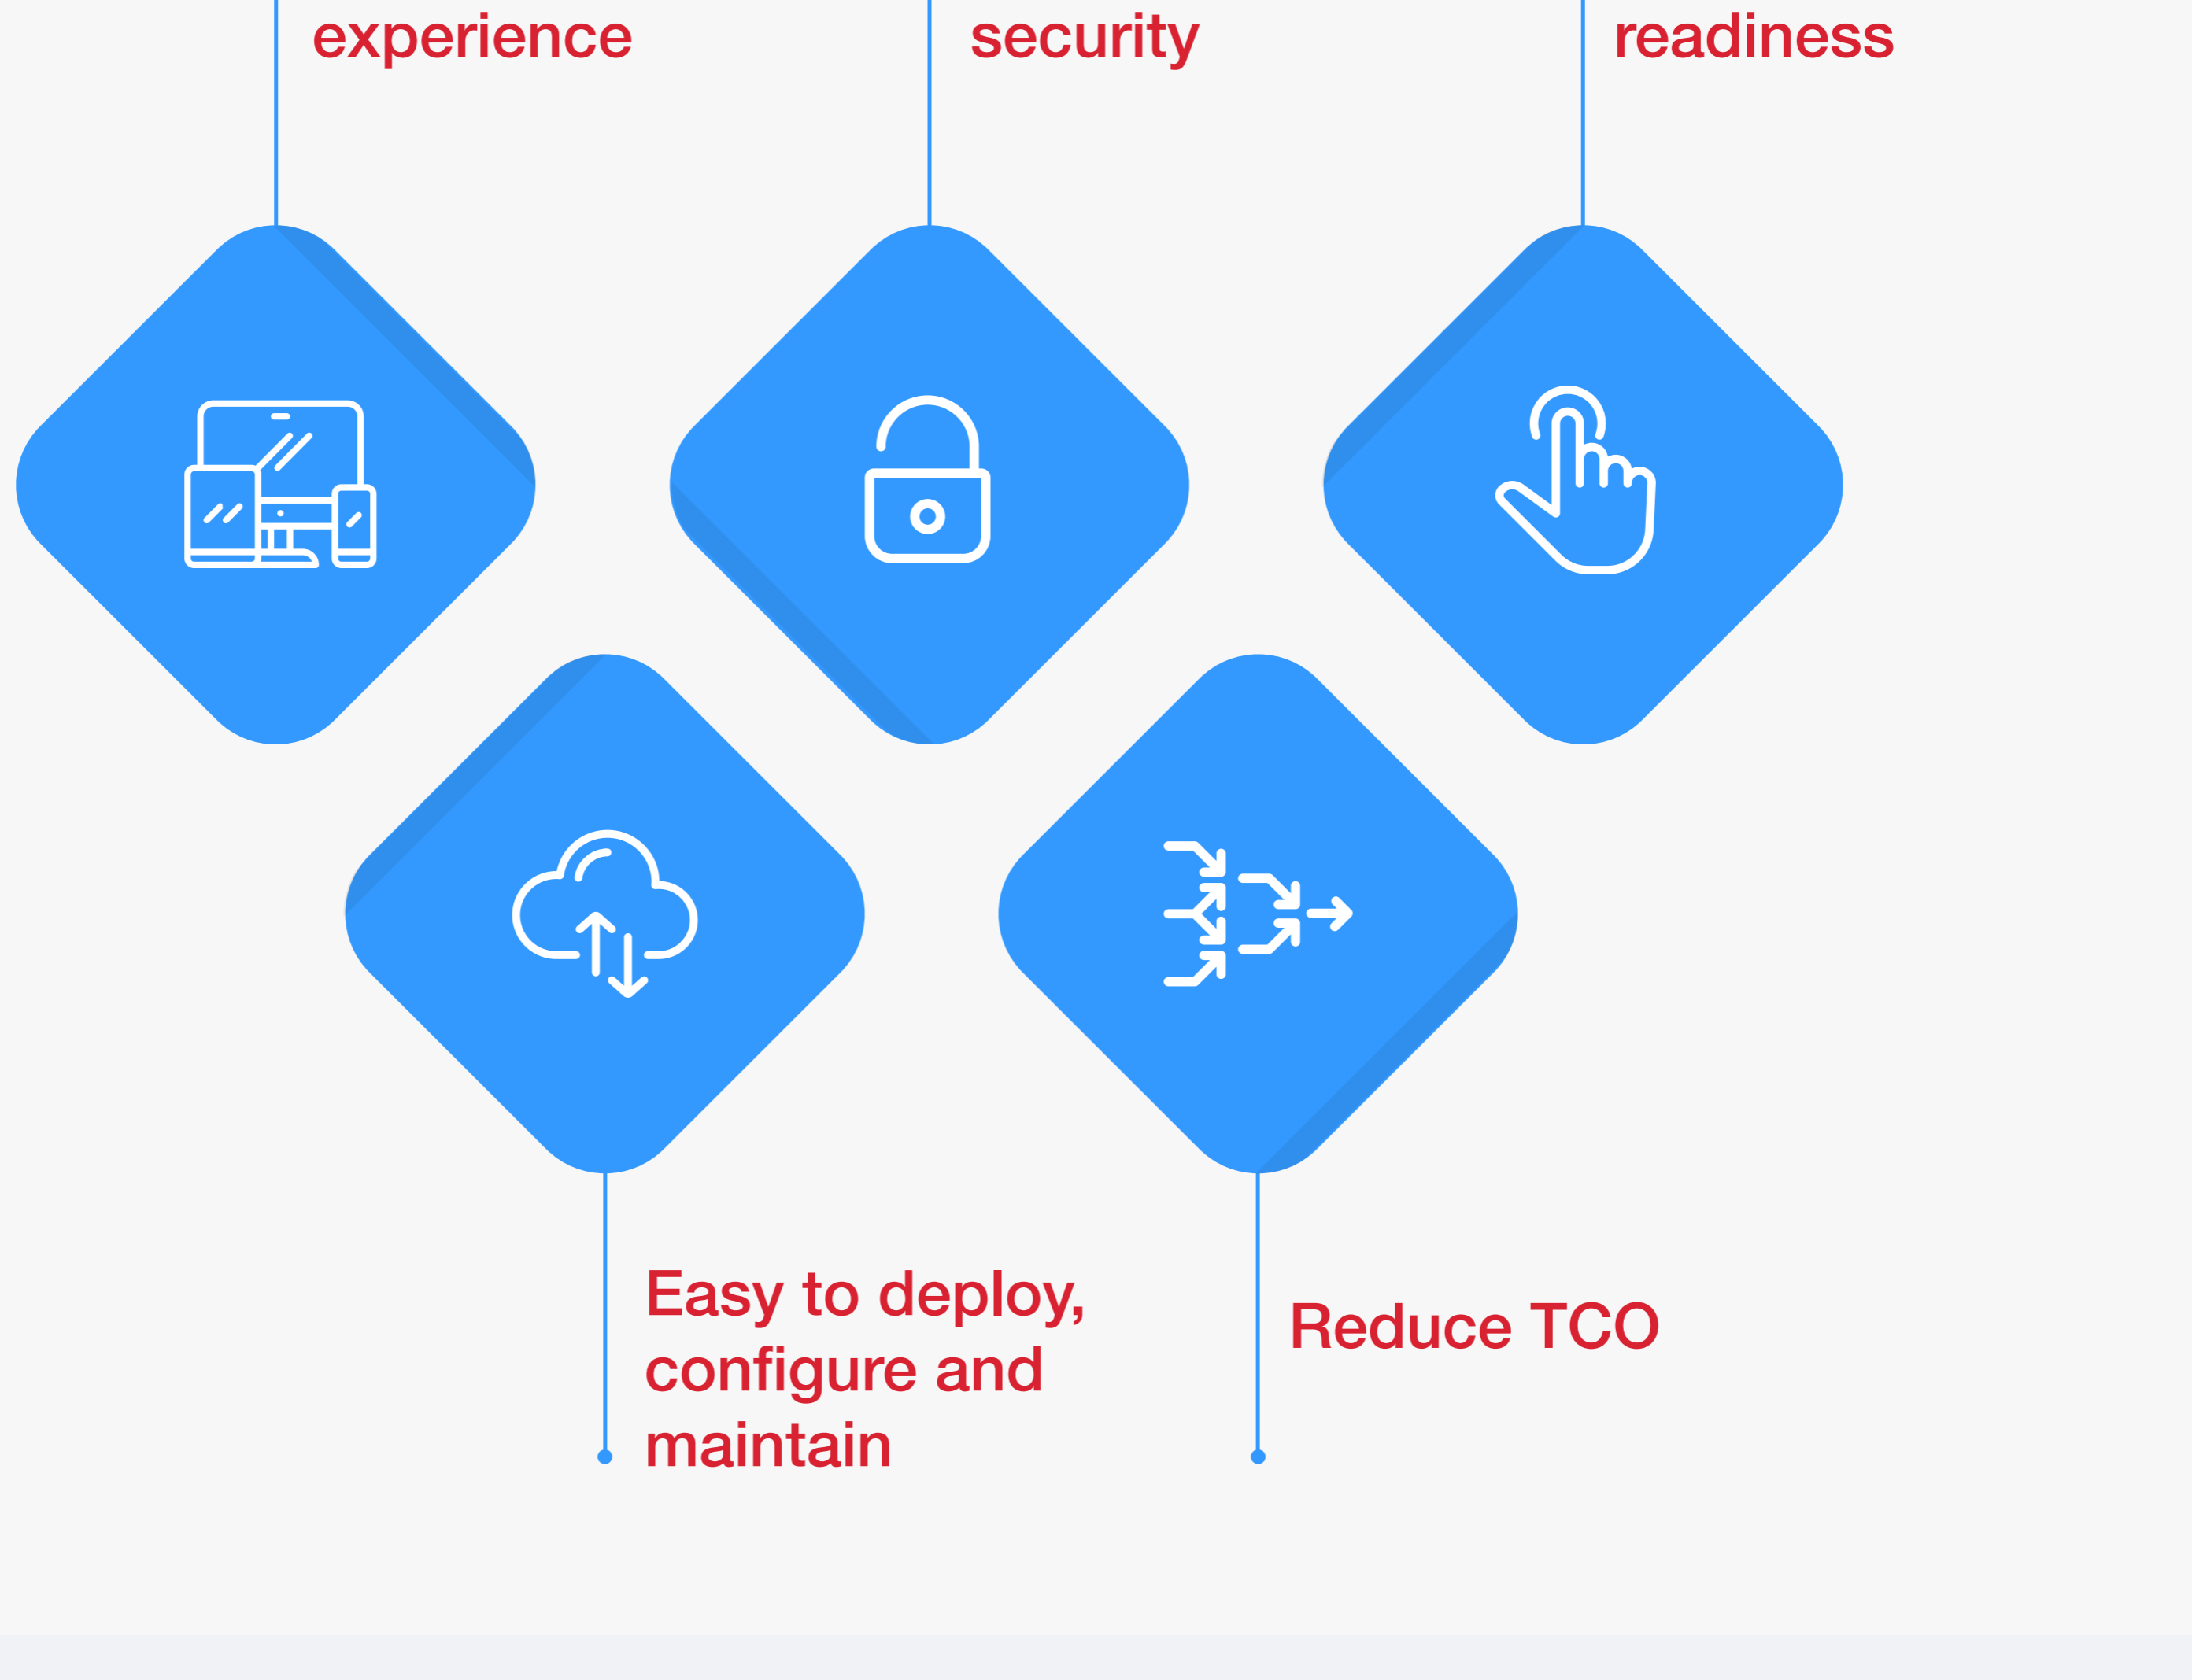 experience
security
readiness
Easy to deploy,
configure and
maintain
Reduce TCO